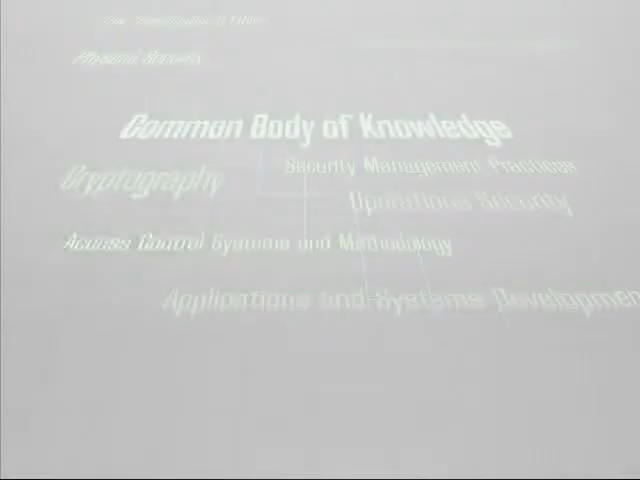 Physical Security
Common Body of Knowledge
Security Management Practices
Cryptography
Operations Security
Access Control Systems and Methodology
Applications and Systems Developmen